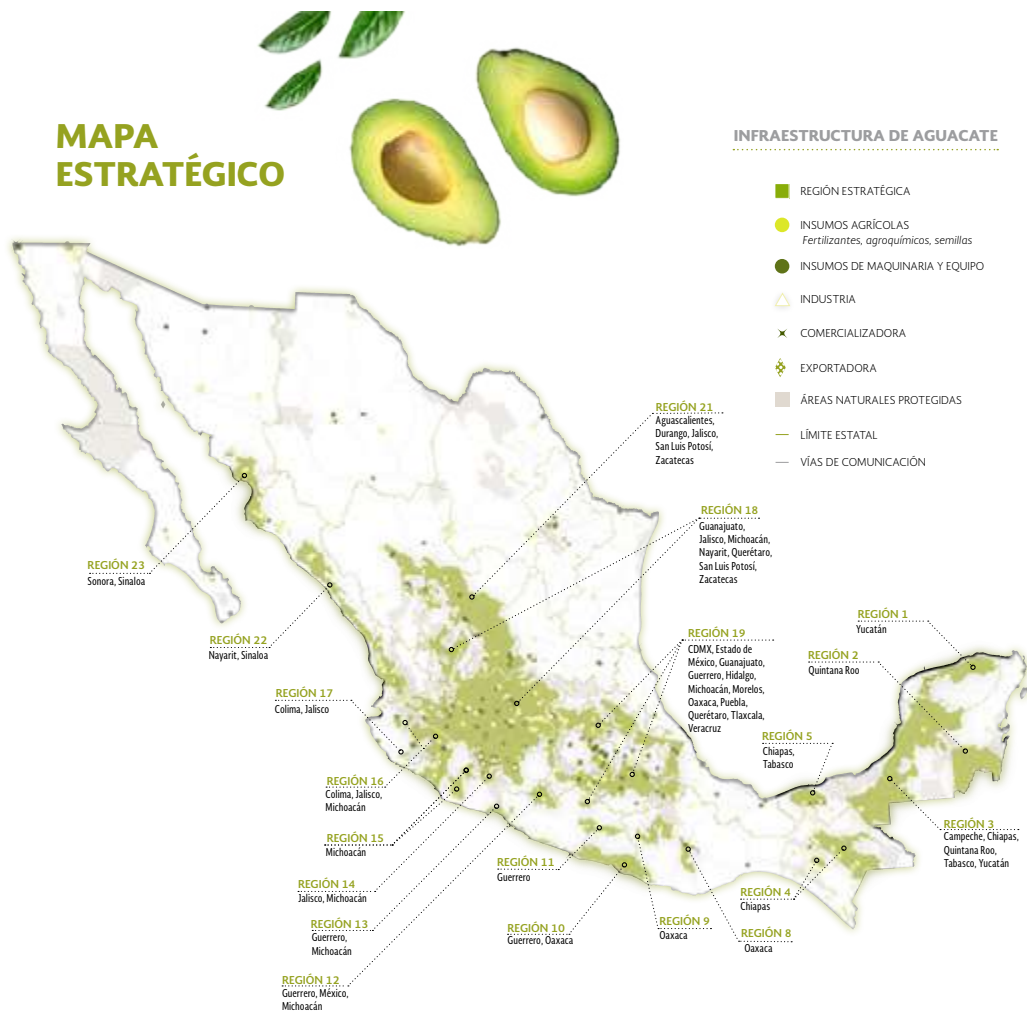 MAPA
ESTRATÉGICO
INFRAESTRUCTURA DE AGUACATE
REGIÓN ESTRATÉGICA
INSUMOS AGRÍCOLAS
Fertilizantes, agroquímicos, semillas
INSUMOS DE MAQUINARIA Y EQUIPO
INDUSTRIA
COMERCIALIZADORA
EXPORTADORA
ÁREAS NATURALES PROTEGIDAS
LÍMITE ESTATAL
VÍAS DE COMUNICACIÓN
REGIÓN 21
Aguascalientes,
Durango, Jalisco,
San Luis Potosí,
Zacatecas
REGIÓN 18
Guanajuato,
Jalisco, Michoacán,
Nayarit, Querétaro,
San Luis Potosí,
Zacatecas
REGIÓN 23
Sonora, Sinaloa
REGIÓN 22
Nayarit, Sinaloa
REGIÓN 19
CDMX, Estado de
México, Guanajuato,
Guerrero, Hidalgo,
Michoacán, Morelos,
Oaxaca, Puebla,
Querétaro, Tlaxcala,
Veracruz
REGIÓN 1
Yucatán
REGIÓN 2
Quintana Roo
REGIÓN 17
Colima, Jalisco
REGIÓN 5
Chiapas,
Tabasco
REGIÓN 16
Colima, Jalisco,
Michoacán
REGIÓN 3
Campeche, Chiapas,
Quintana Roo,
Tabasco, Yucatán
REGIÓN 15
Michoacán
REGIÓN 11
Guerrero
REGIÓN 14
Jalisco, Michoacán
REGIÓN 4
Chiapas
REGIÓN 13
Guerrero,
Michoacán
REGIÓN 10
Guerrero, Oaxaca
REGIÓN 9
Oaxaca
REGIÓN 8
Oaxaca
REGIÓN 12
Guerrero, México,
Michoacán